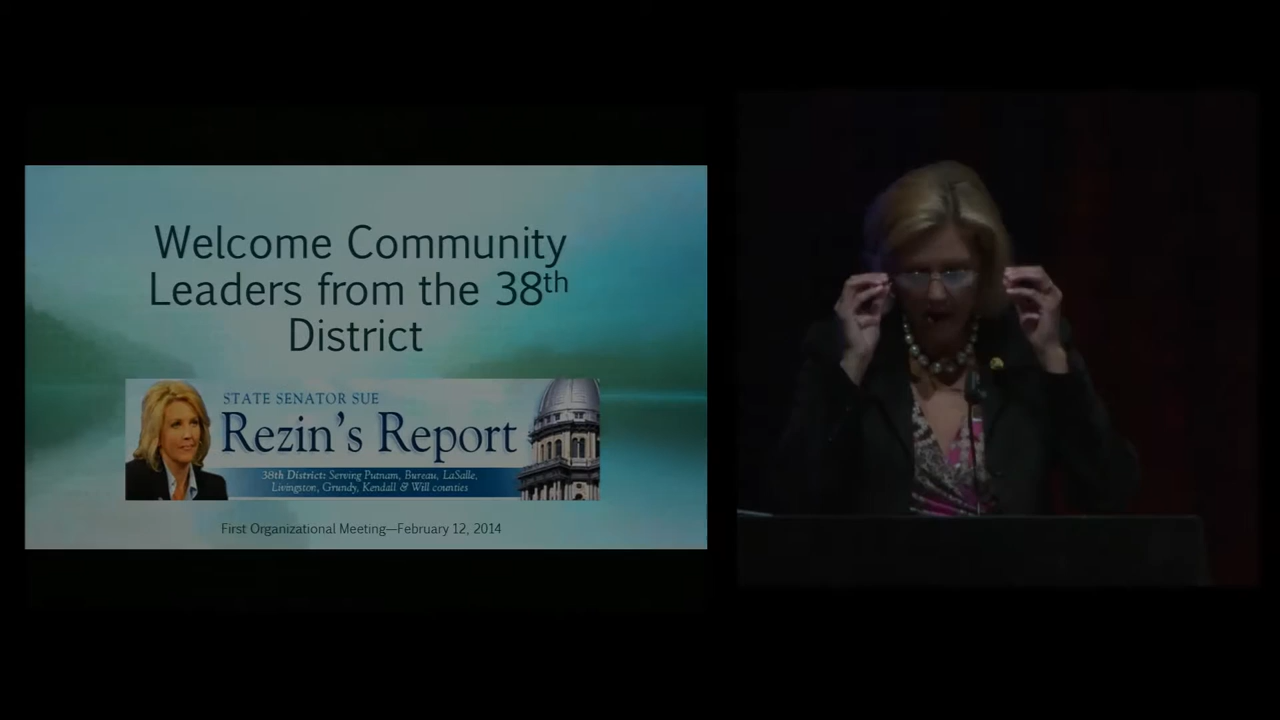 Welcome Community
Leaders from the 38th
District
STATE SENATOR SUE
Rezin's Report
38th District: Serving Putnam, Bureau, LaSalle,
Livingston, Grundy, Kendall & Will counties
First Organizational Meeting—February 12, 2014